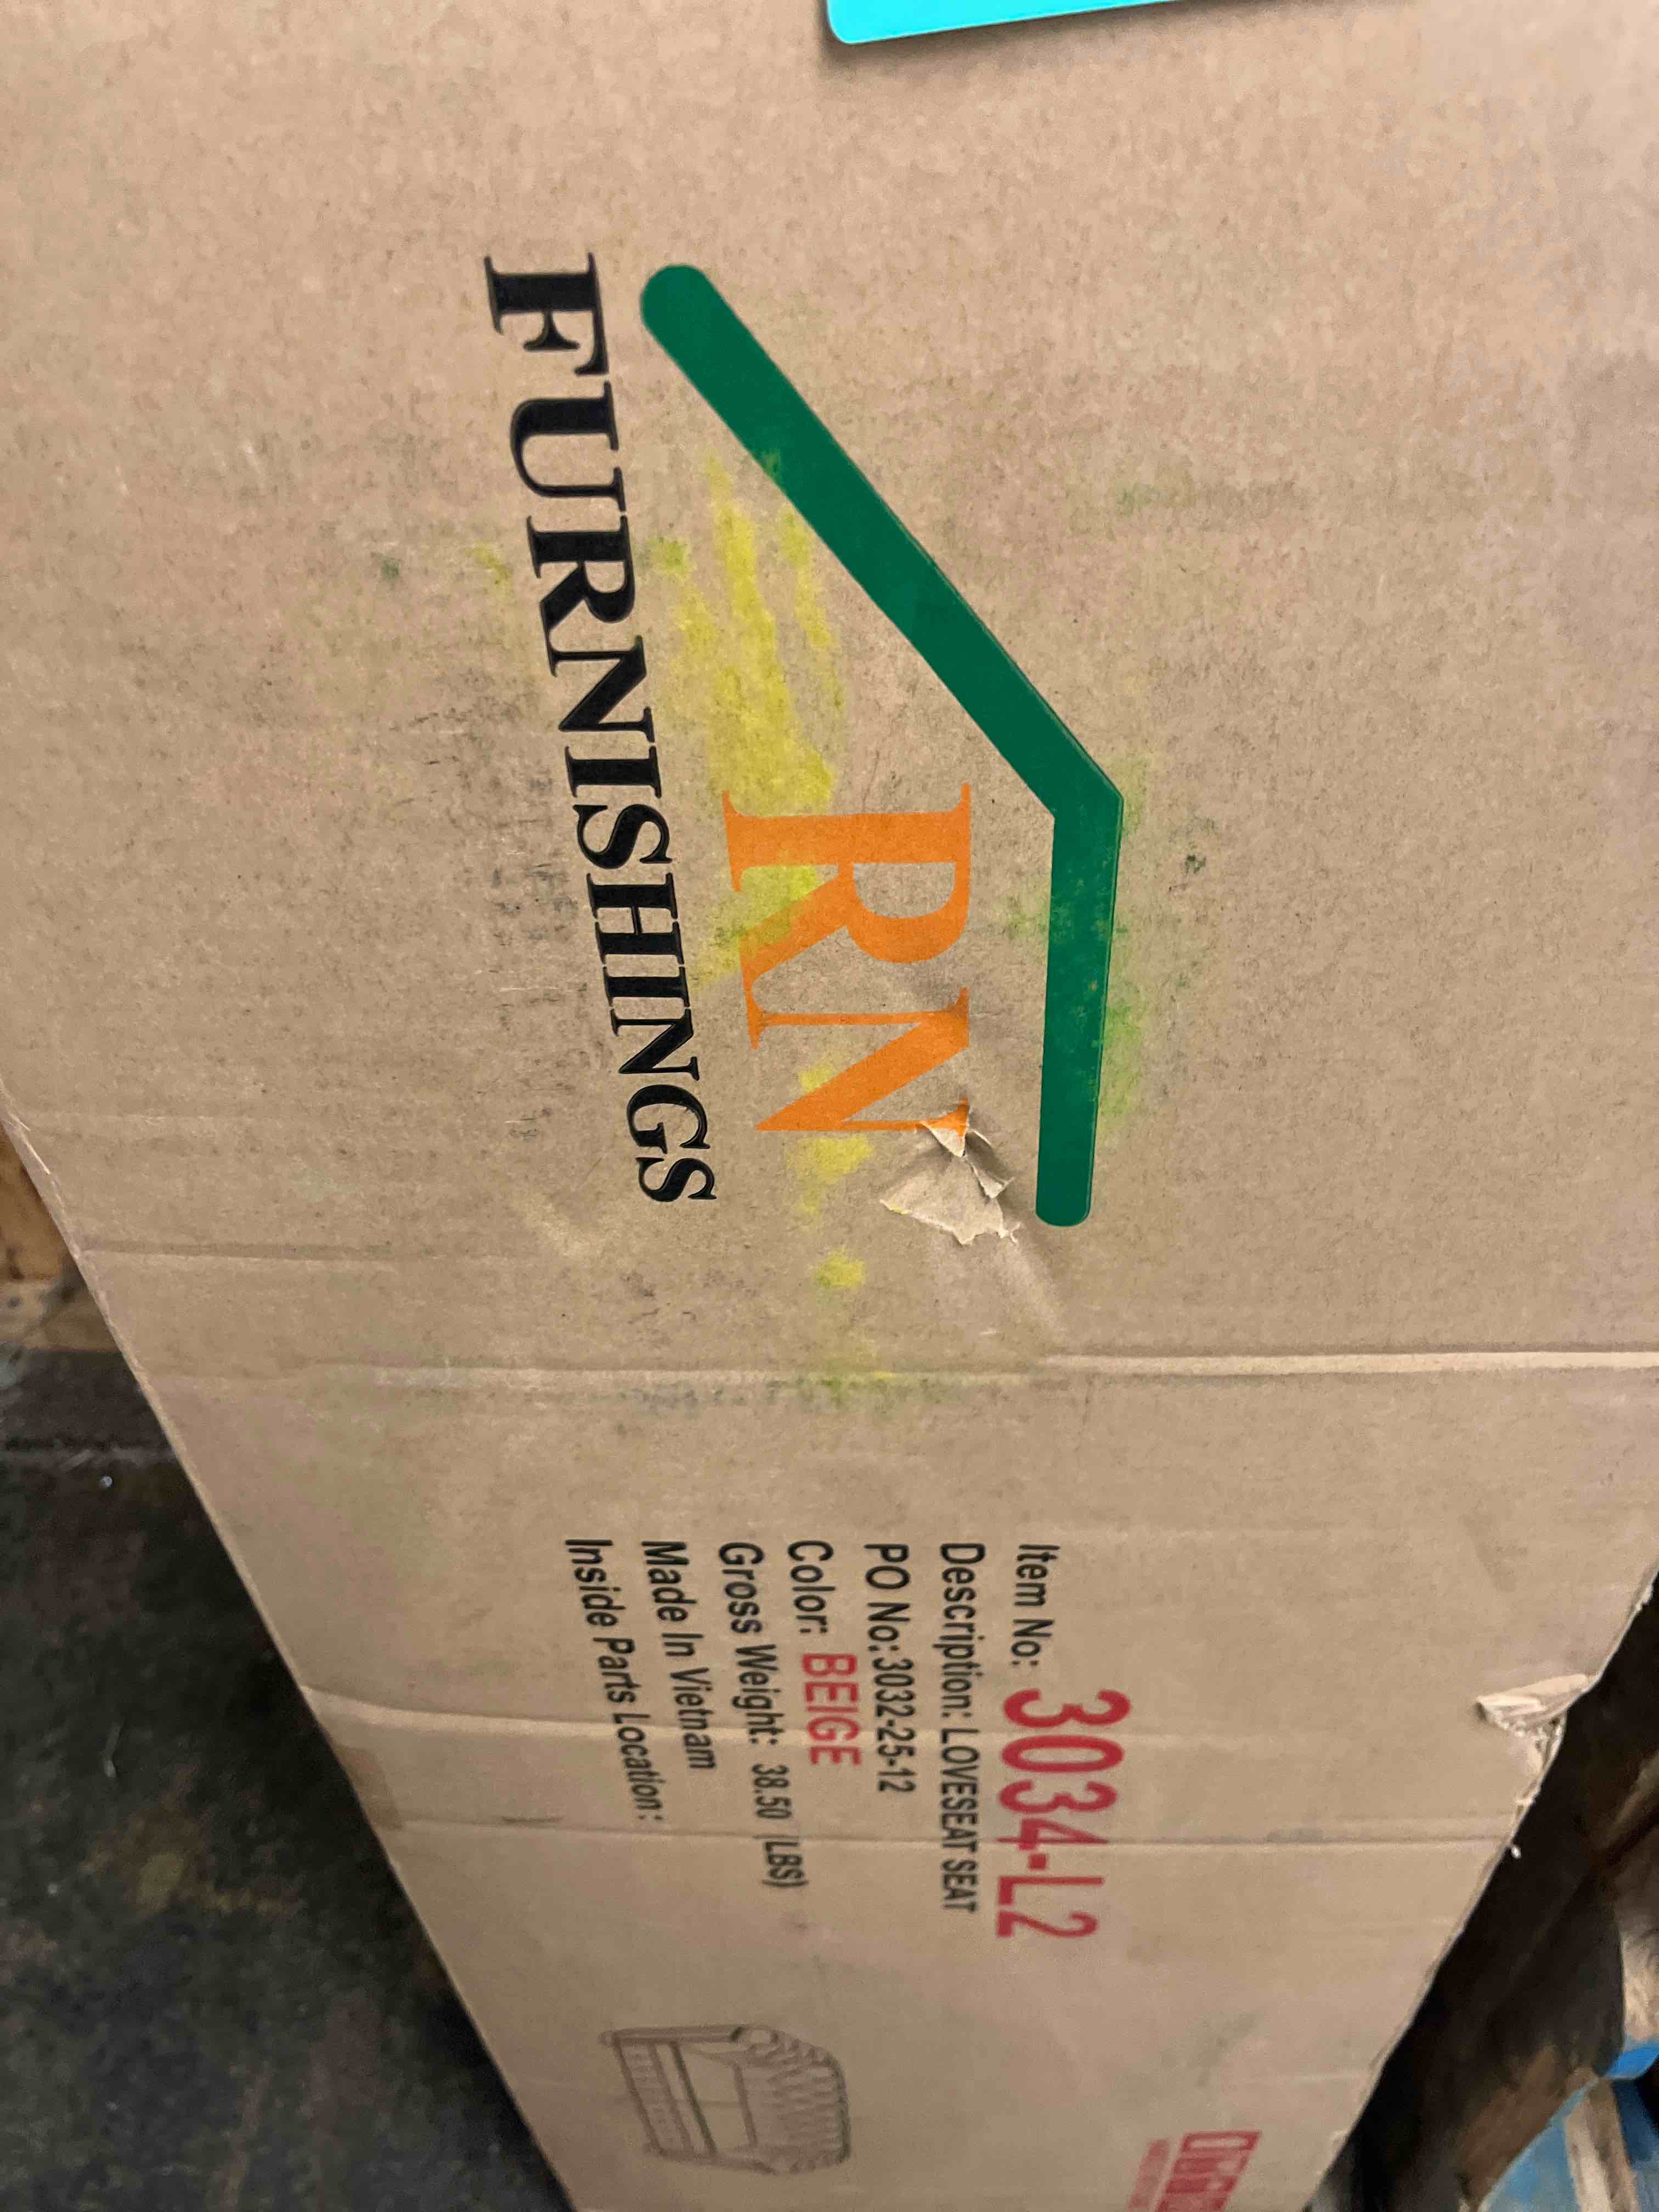 RN
FURNISHINGS
Item No: 3034-L2
Description: LOVESEAT SEAT
PO No:3032-25-12
Color: BEIGE
Gross Weight: 38.50 (LBS)
Made In Vietnam
Inside Parts Location: